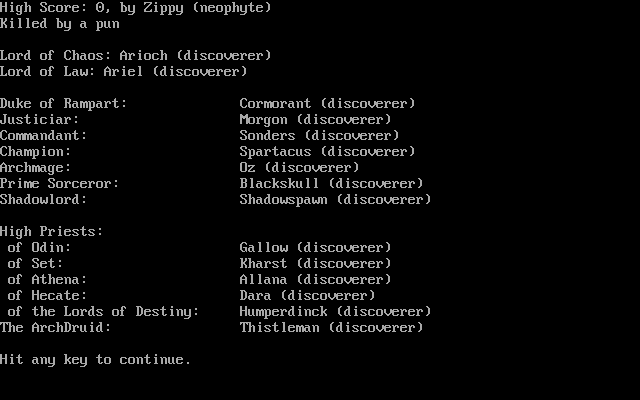 High Score: 0, by Zippy (neophyte)
Killed by a pun
Lord of Chaos: Arioch (discoverer)
Lord of Law: Ariel (discoverer)
Duke of Rampart: Cormorant (discoverer)
Justiciar: Morgon (discoverer)
Commandant: Sonders (discoverer)
Champion: Spartacus (discoverer)
Archmage: Oz (discoverer)
Prime Sorceror: Blackskull (discoverer)
Shadowlord: Shadowspawn (discoverer)
High Priests:
of Odin: Gallow (discoverer)
of Set: Kharst (discoverer)
of Athena: Allana (discoverer)
of Hecate: Dara (discoverer)
of the Lords of Destiny: Humperdinck (discoverer)
The ArchDruid: Thistleman (discoverer)
Hit any key to continue.